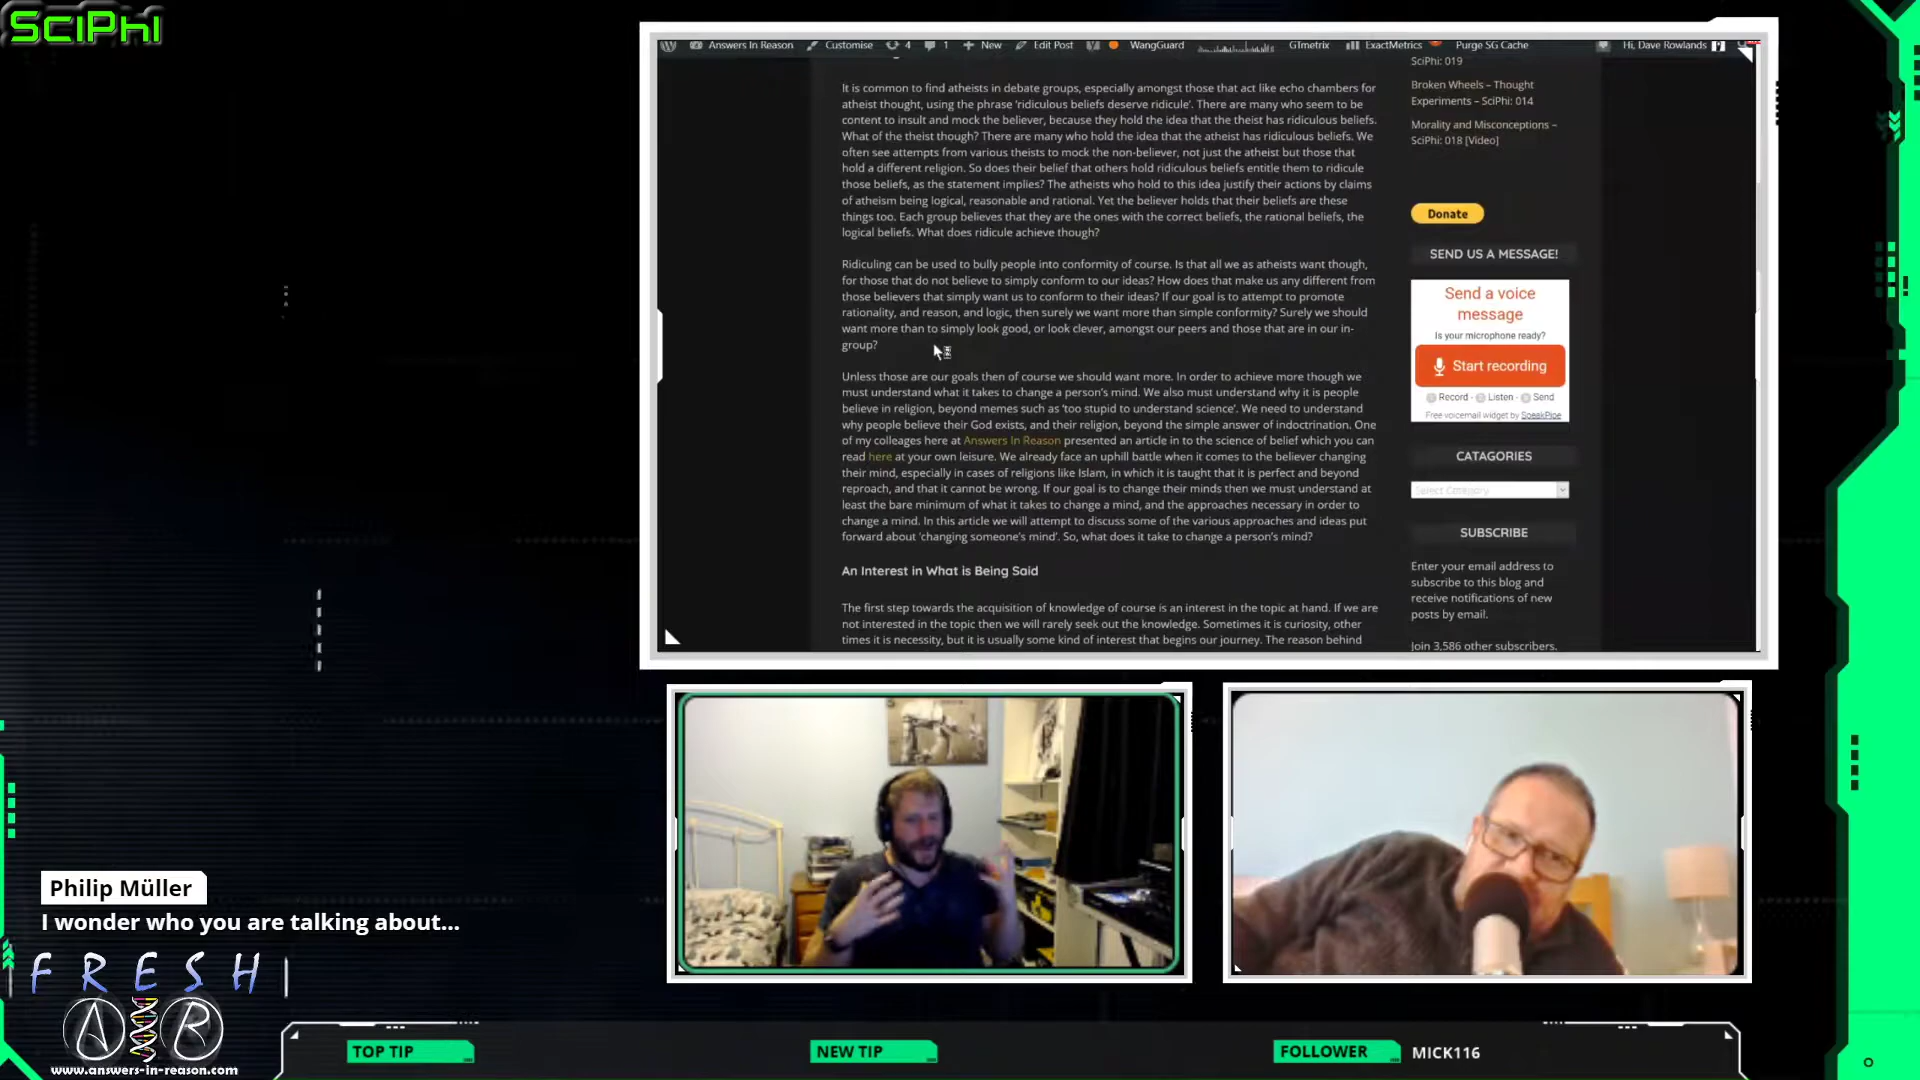 SciPhi
Answers In Reason Customise 4 1 New Edit Post WangGuard GTmetrix ExactMetrics Purge SG Cache Hi, Dave Rowlands
It is common to find atheists in debate groups, especially amongst those that act like echo chambers for
atheist thought, using the phrase ‘ridiculous beliefs deserve ridicule’. There are many who seem to be
content to insult and mock the believer, because they hold the idea that the theist has ridiculous beliefs.
What of the theist though? There are many who hold the idea that the atheist has ridiculous beliefs. We
often see attempts from various theists to mock the non-believer, not just the atheist but those that
hold a different religion. So does their belief that others hold ridiculous beliefs entitle them to ridicule
those beliefs, as the statement implies? The atheists who hold to this idea justify their actions by claims
of atheism being logical, reasonable and rational. Yet the believer holds that their beliefs are these
things too. Each group believes that they are the ones with the correct beliefs, the rational beliefs, the
logical beliefs. What does ridicule achieve though?
Ridiculing can be used to bully people into conformity of course. Is that all we as atheists want though,
for those that do not believe to simply conform to our ideas? How does that make us any different from
those believers that simply want us to conform to their ideas? If our goal is to attempt to promote
rationality, and reason, and logic, then surely we want more than simple conformity? Surely we should
want more than to simply look good, or look clever, amongst our peers and those that are in our in-
group?
Unless those are our goals then of course we should want more. In order to achieve more though we
must understand what it takes to change a person’s mind. We also must understand why it is people
believe in religion, beyond memes such as ‘too stupid to understand science’. We need to understand
why people believe their God exists, and their religion, beyond the simple answer of indoctrination. One
of my colleages here at Answers In Reason presented an article in to the science of belief which you can
read here at your own leisure. We already face an uphill battle when it comes to the believer changing
their mind, especially in cases of religions like Islam, in which it is taught that it is perfect and beyond
reproach, and that it cannot be wrong. If our goal is to change their minds then we must understand at
least the bare minimum of what it takes to change a mind, and the approaches necessary in order to
change a mind. In this article we will attempt to discuss some of the various approaches and ideas put
forward about ‘changing someone’s mind’. So, what does it take to change a person’s mind?
An Interest in What is Being Said
The first step towards the acquisition of knowledge of course is an interest in the topic at hand. If we are
not interested in the topic then we will rarely seek out the knowledge. Sometimes it is curiosity, other
times it is necessity, but it is usually some kind of interest that begins our journey. The reason behind
SciPhi: 019
Broken Wheels – Thought
Experiments – SciPhi: 014
Morality and Misconceptions –
SciPhi: 018 [Video]
Donate
SEND US A MESSAGE!
Send a voice
message
Is your microphone ready?
Start recording
Record Listen Send
Free voicemail widget by SpeakPipe
CATAGORIES
Select Category
SUBSCRIBE
Enter your email address to
subscribe to this blog and
receive notifications of new
posts by email.
Join 3,586 other subscribers.
Philip Müller
I wonder who you are talking about...
FRESH
A R
www.answers-in-reason.com
TOP TIP
NEW TIP
FOLLOWER MICK116